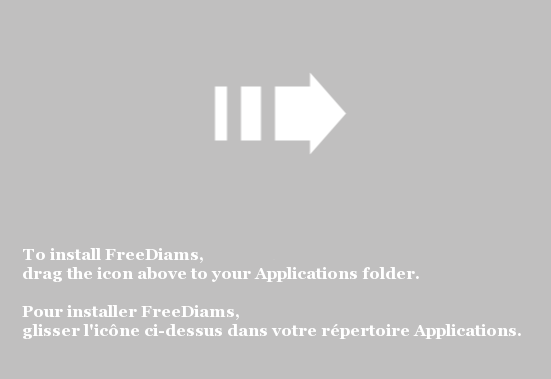 To install FreeDiams,
drag the icon above to your Applications folder.
Pour installer FreeDiams,
glisser l'icône ci-dessus dans votre répertoire Applications.